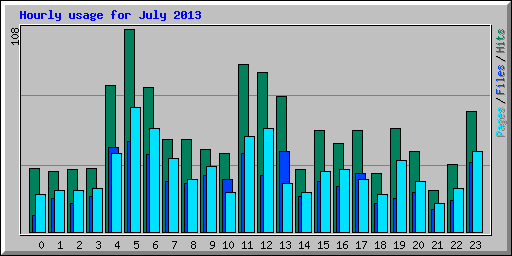 Hourly usage for July 2013
108
Pages/Files/Hits
0 1 2 3 4 5 6 7 8 9 10 11 12 13 14 15 16 17 18 19 20 21 22 23